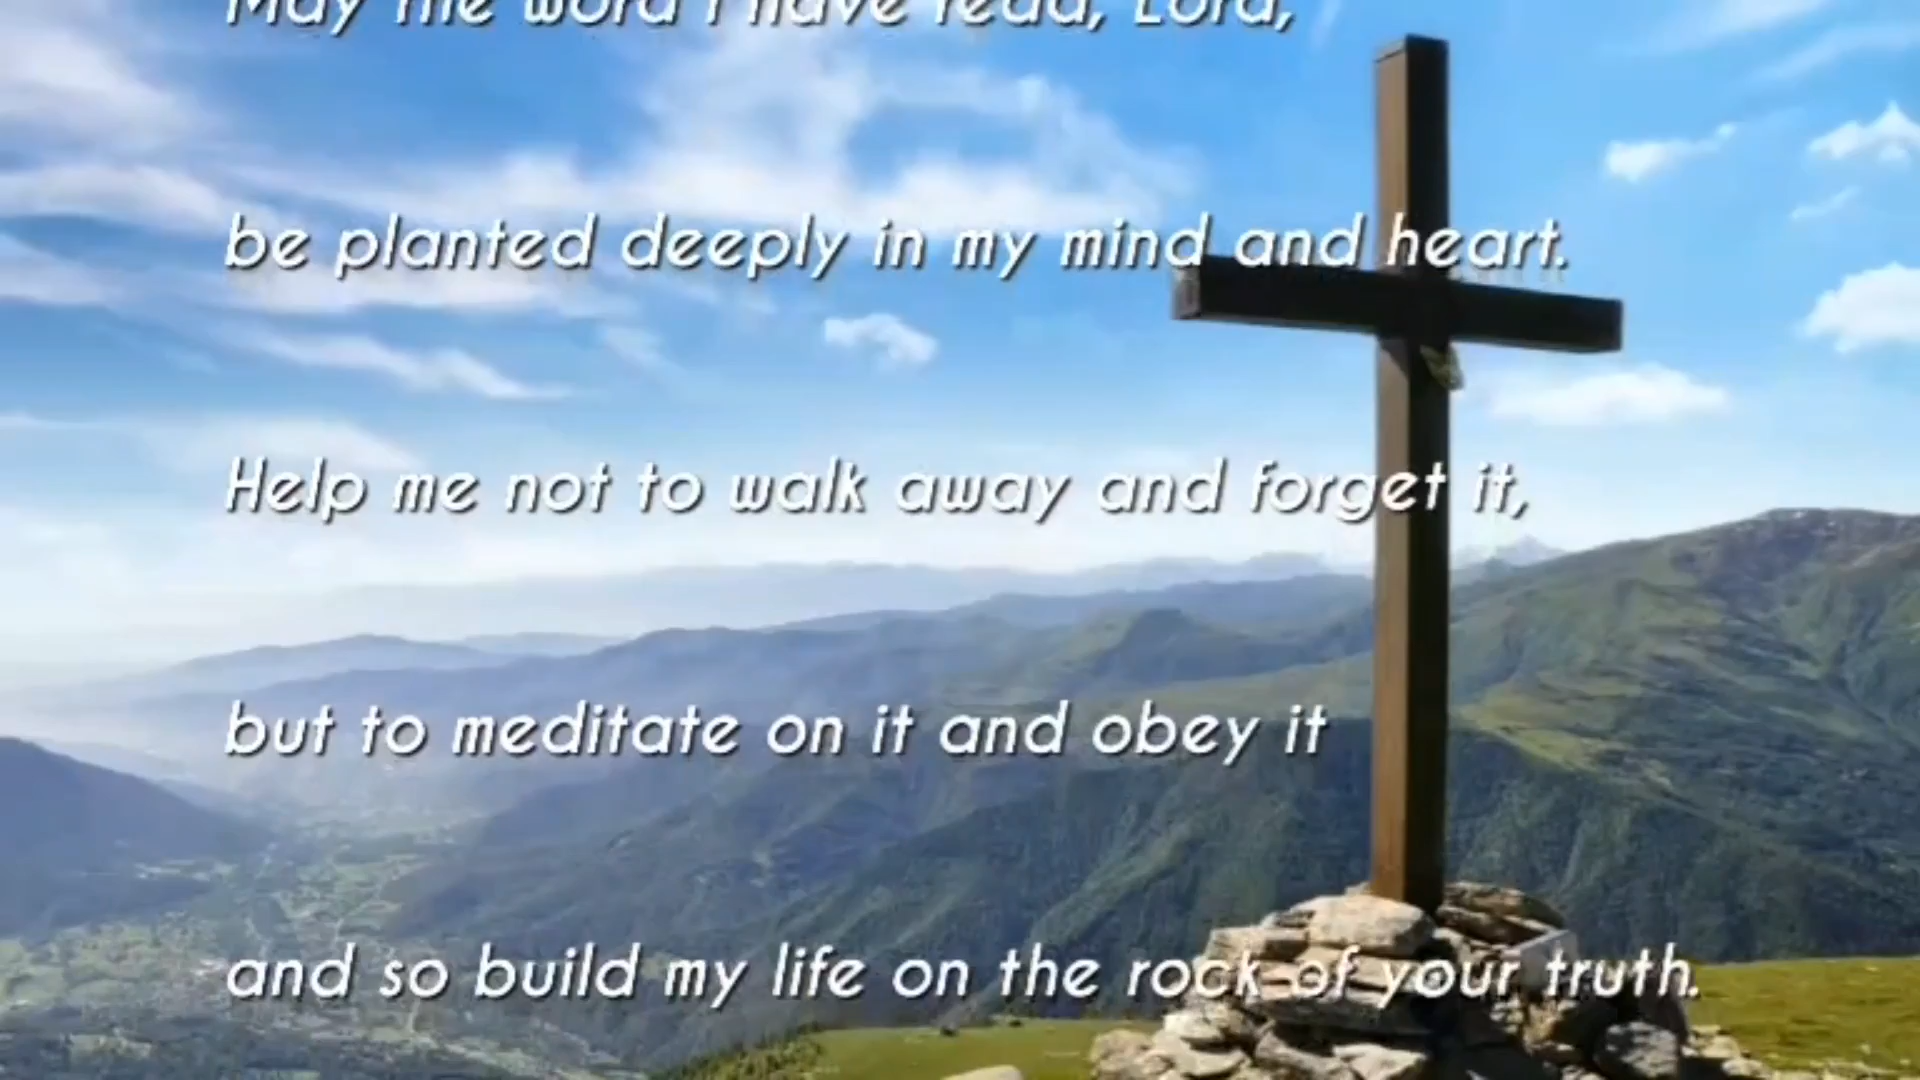 May the word I have read, Lord,
be planted deeply in my mind and heart.
Help me not to walk away and forget it,
but to meditate on it and obey it
and so build my life on the rock of your truth.